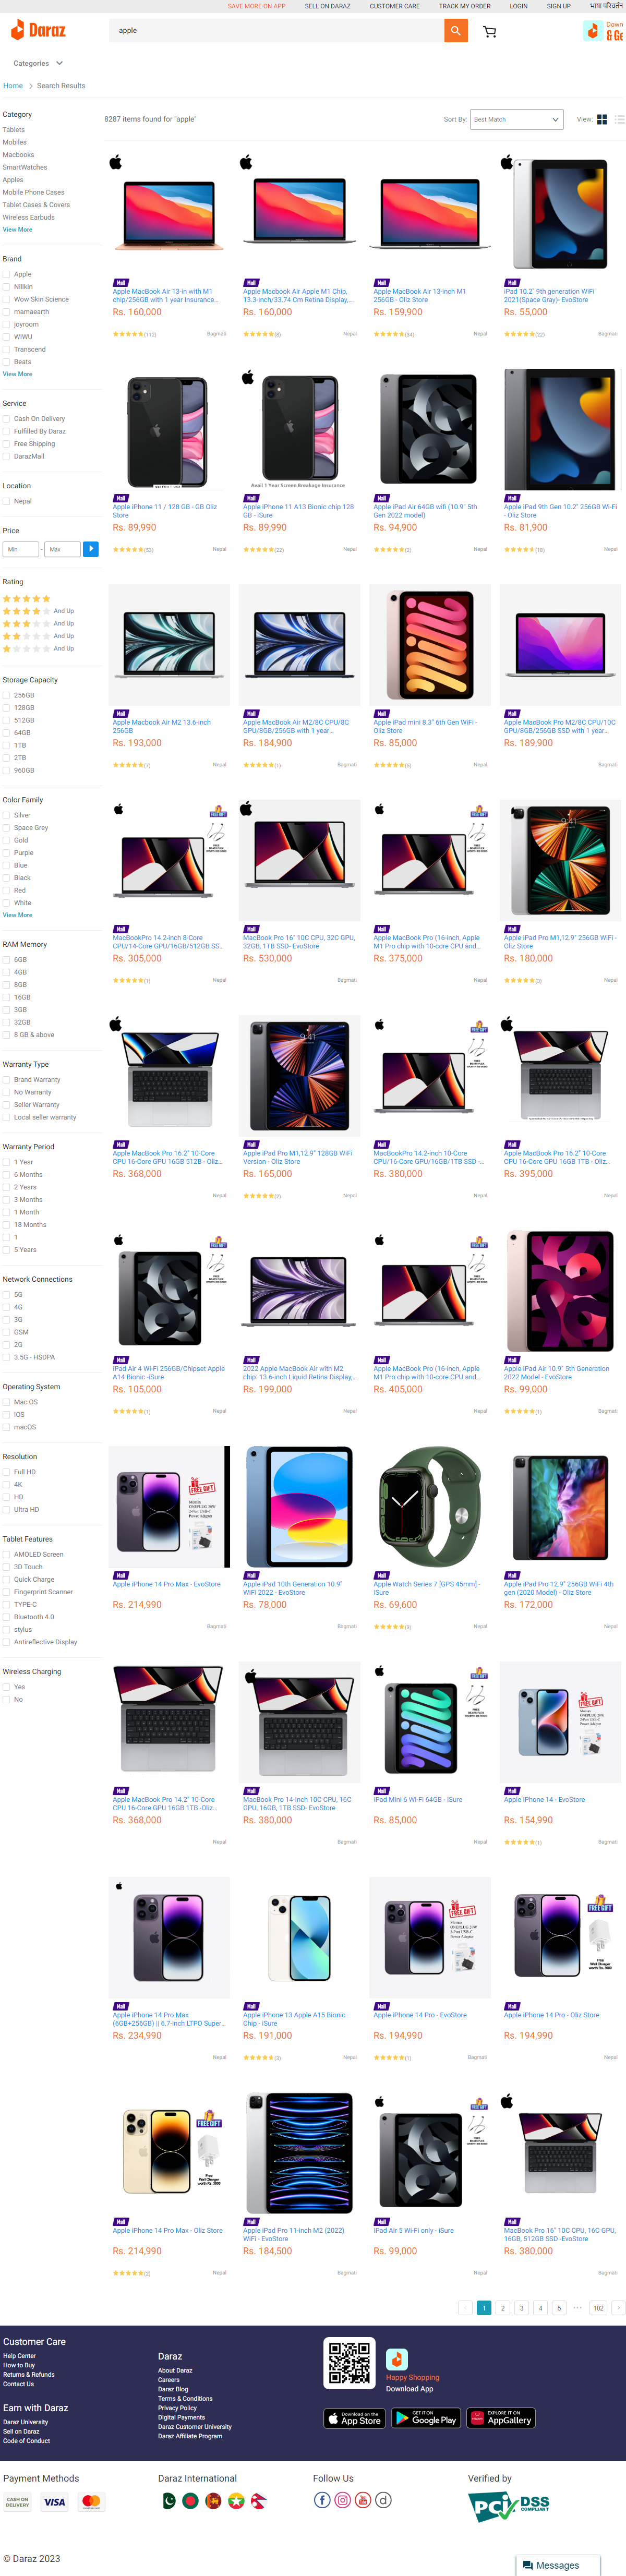 SAVE MORE ON APP
SELL ON DARAZ
CUSTOMER CARE
TRACK MY ORDER
LOGIN
SIGN UP
भाषा परिवर्तन
Daraz
apple
Categories
Home
Search Results
Category
Tablets
Mobiles
Macbooks
SmartWatches
Apples
Mobile Phone Cases
Tablet Cases & Covers
Wireless Earbuds
View More
Brand
Apple
Nillkin
Wow Skin Science
mamaearth
joyroom
WIWU
Transcend
Beats
View More
Service
Cash On Delivery
Fulfilled By Daraz
Free Shipping
DarazMall
Location
Nepal
Price
Min - Max
Rating
And Up
And Up
And Up
And Up
Storage Capacity
256GB
128GB
512GB
64GB
1TB
2TB
960GB
Color Family
Silver
Space Grey
Gold
Purple
Blue
Black
Red
White
View More
RAM Memory
6GB
4GB
8GB
16GB
3GB
32GB
8 GB & above
Warranty Type
Brand Warranty
No Warranty
Seller Warranty
Local seller warranty
Warranty Period
1 Year
6 Months
2 Years
3 Months
1 Month
18 Months
1
5 Years
Network Connections
5G
4G
3G
GSM
2G
3.5G - HSDPA
Operating System
Mac OS
iOS
macOS
Resolution
Full HD
4K
HD
Ultra HD
Tablet Features
AMOLED Screen
3D Touch
Quick Charge
Fingerprint Scanner
TYPE-C
Bluetooth 4.0
stylus
Antireflective Display
Wireless Charging
Yes
No
8287 items found for "apple"
Sort By: Best Match
View:
Apple MacBook Air 13-in with M1
chip/256GB with 1 year Insurance...
Rs. 160,000
(112) Bagmati
Apple Macbook Air Apple M1 Chip,
13.3-Inch/33.74 Cm Retina Display,...
Rs. 160,000
(8) Nepal
Apple MacBook Air 13-inch M1
256GB - Oliz Store
Rs. 159,900
(34) Nepal
iPad 10.2" 9th generation WiFi
2021(Space Gray)- EvoStore
Rs. 55,000
(22) Bagmati
Apple iPhone 11 / 128 GB - GB Oliz
Store
Rs. 89,990
(53) Nepal
Avail 1 Year Screen Breakage Insurance
Apple iPhone 11 A13 Bionic chip 128
GB - iSure
Rs. 89,990
(22) Nepal
Apple iPad Air 64GB wifi (10.9" 5th
Gen 2022 model)
Rs. 94,900
(2) Nepal
Apple iPad 9th Gen 10.2" 256GB Wi-Fi
- Oliz Store
Rs. 81,900
(18) Nepal
Apple Macbook Air M2 13.6-inch
256GB
Rs. 193,000
(7) Nepal
Apple MacBook Air M2/8C CPU/8C
GPU/8GB/256GB with 1 year...
Rs. 184,900
(1) Bagmati
Apple iPad mini 8.3" 6th Gen WiFi -
Oliz Store
Rs. 85,000
(5) Nepal
Apple MacBook Pro M2/8C CPU/10C
GPU/8GB/256GB SSD with 1 year...
Rs. 189,900
Bagmati
MacBookPro 14.2-inch 8-Core
CPU/14-Core GPU/16GB/512GB SS...
Rs. 305,000
(1) Nepal
MacBook Pro 16" 10C CPU, 32C GPU,
32GB, 1TB SSD- EvoStore
Rs. 530,000
Bagmati
Apple MacBook Pro (16-inch, Apple
M1 Pro chip with 10-core CPU and...
Rs. 375,000
Nepal
Apple iPad Pro M1,12.9" 256GB WiFi -
Oliz Store
Rs. 180,000
(3) Nepal
Apple MacBook Pro 16.2" 10-Core
CPU 16-Core GPU 16GB 512B - Oliz...
Rs. 368,000
Nepal
Apple iPad Pro M1,12.9" 128GB WiFi
Version - Oliz Store
Rs. 165,000
(2) Nepal
MacBookPro 14.2-inch 10-Core
CPU/16-Core GPU/16GB/1TB SSD -...
Rs. 380,000
Nepal
Apple MacBook Pro 16.2" 10-Core
CPU 16-Core GPU 16GB 1TB - Oliz...
Rs. 395,000
Nepal
iPad Air 4 Wi-Fi 256GB/Chipset Apple
A14 Bionic -iSure
Rs. 105,000
(1) Nepal
2022 Apple MacBook Air with M2
chip: 13.6-inch Liquid Retina Display,...
Rs. 199,000
Nepal
Apple MacBook Pro (16-inch, Apple
M1 Pro chip with 10-core CPU and...
Rs. 405,000
Nepal
Apple iPad Air 10.9" 5th Generation
2022 Model - EvoStore
Rs. 99,000
(1) Bagmati
Apple iPhone 14 Pro Max - EvoStore
Rs. 214,990
Bagmati
Apple iPad 10th Generation 10.9"
WiFi 2022 - EvoStore
Rs. 78,000
Bagmati
Apple Watch Series 7 [GPS 45mm] -
iSure
Rs. 69,600
(3) Nepal
Apple iPad Pro 12.9" 256GB WiFi 4th
gen (2020 Model) - Oliz Store
Rs. 172,000
Nepal
Apple MacBook Pro 14.2" 10-Core
CPU 16-Core GPU 16GB 1TB -Oliz...
Rs. 368,000
Nepal
MacBook Pro 14-Inch 10C CPU, 16C
GPU, 16GB, 1TB SSD- EvoStore
Rs. 380,000
Bagmati
iPad Mini 6 Wi-Fi 64GB - iSure
Rs. 85,000
Nepal
Apple iPhone 14 - EvoStore
Rs. 154,990
(1) Bagmati
Apple iPhone 14 Pro Max
(6GB+256GB) || 6.7-inch LTPO Super...
Rs. 234,990
Nepal
Apple iPhone 13 Apple A15 Bionic
Chip - iSure
Rs. 191,000
(3) Nepal
Apple iPhone 14 Pro - EvoStore
Rs. 194,990
(1) Bagmati
Apple iPhone 14 Pro - Oliz Store
Rs. 194,990
Nepal
Apple iPhone 14 Pro Max - Oliz Store
Rs. 214,990
(2) Nepal
Apple iPad Pro 11-inch M2 (2022)
WiFi - EvoStore
Rs. 184,500
Bagmati
iPad Air 5 Wi-Fi only - iSure
Rs. 99,000
Nepal
MacBook Pro 16" 10C CPU, 16C GPU,
16GB, 512GB SSD -EvoStore
Rs. 380,000
Bagmati
1 2 3 4 5 ••• 102
Customer Care
Help Center
How to Buy
Returns & Refunds
Contact Us
Earn with Daraz
Daraz University
Sell on Daraz
Code of Conduct
Daraz
About Daraz
Careers
Daraz Blog
Terms & Conditions
Privacy Policy
Digital Payments
Daraz Customer University
Daraz Affiliate Program
Happy Shopping
Download App
Download on the App Store
GET IT ON Google Play
EXPLORE IT ON AppGallery
Payment Methods
CASH ON DELIVERY
VISA
mastercard
Daraz International
Follow Us
Verified by
PCI DSS COMPLIANT
© Daraz 2023
Messages